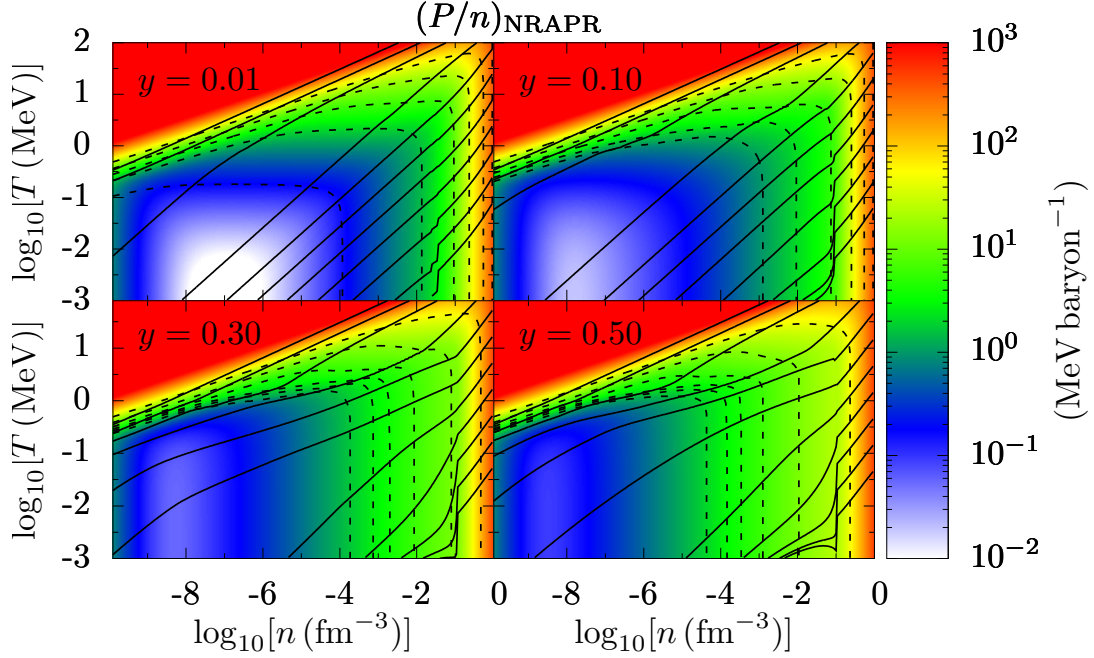 (P/n)NRAPR
log10[T (MeV)]
2
1
0
-1
-2
-3
y = 0.01
y = 0.10
log10[T (MeV)]
1
0
-1
-2
-3
y = 0.30
y = 0.50
-8 -6 -4 -2 0
-8 -6 -4 -2 0
log10[n (fm−3)]
log10[n (fm−3)]
10^3
10^2
10^1
10^0
10^−1
10^−2
(MeV baryon−1)